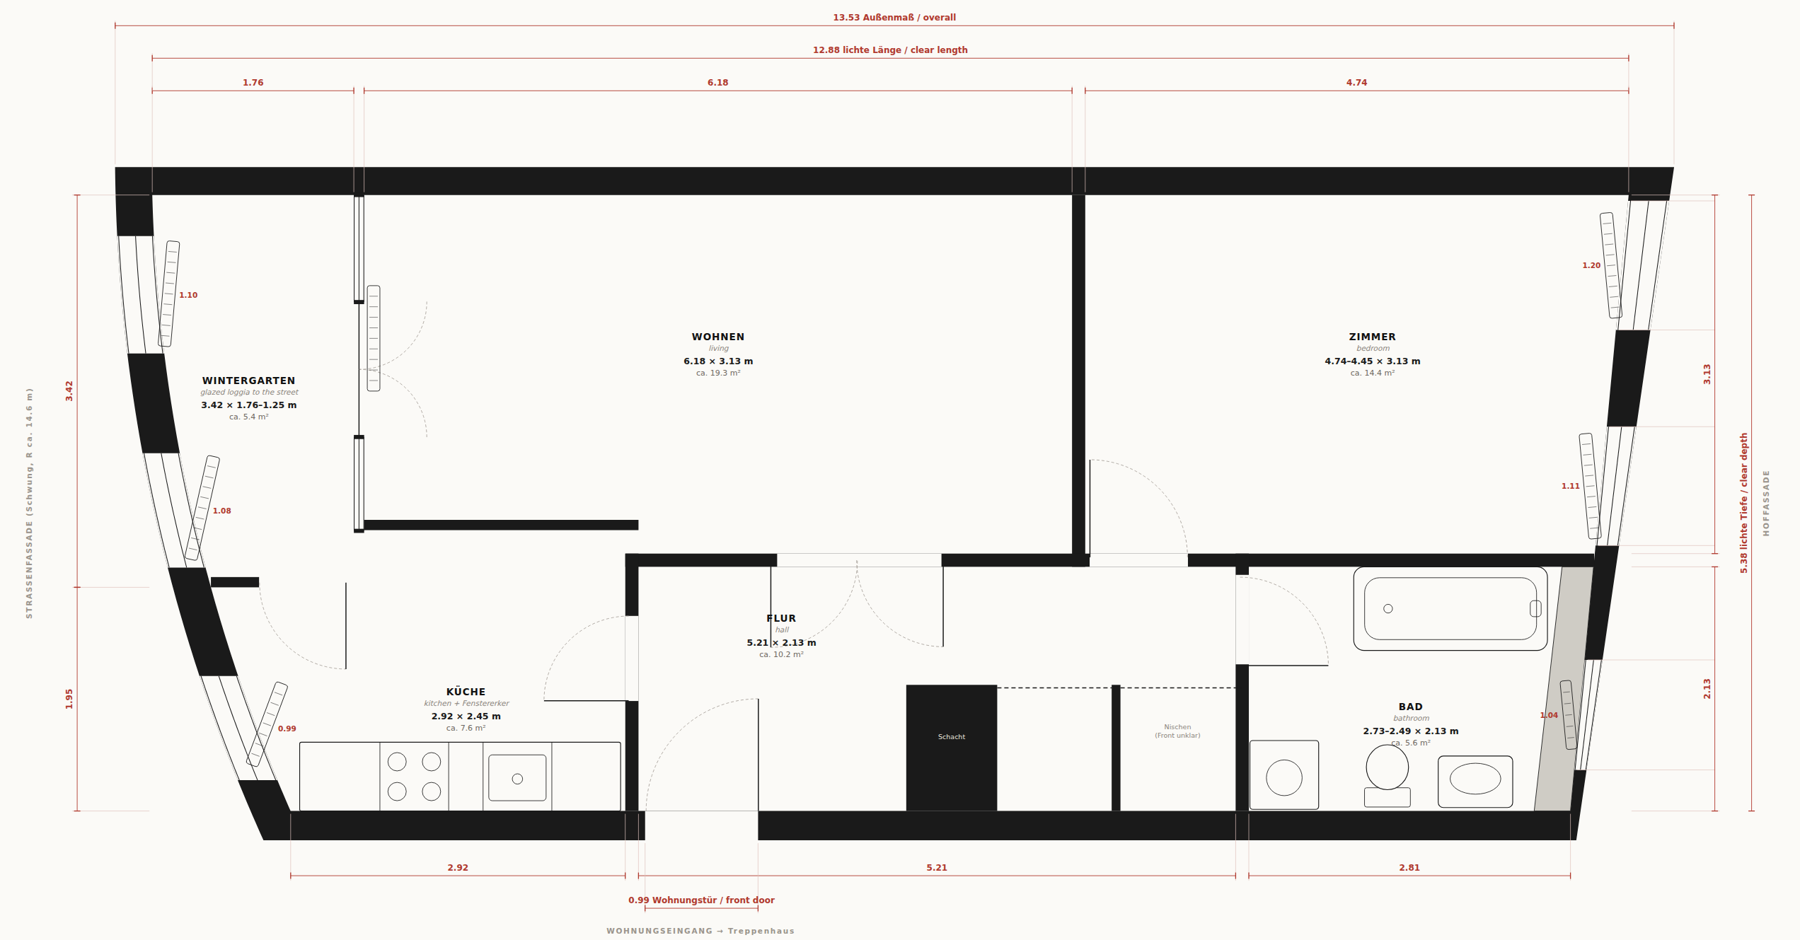 13.53 Außenmaß / overall
12.88 lichte Länge / clear length
1.76
6.18
4.74
1.10
1.20
WOHNEN
living
6.18 × 3.13 m
ca. 19.3 m²
ZIMMER
bedroom
4.74–4.45 × 3.13 m
ca. 14.4 m²
WINTERGARTEN
glazed loggia to the street
3.42 × 1.76–1.25 m
ca. 5.4 m²
3.42
3.13
STRASSENFASSADE (Schwung, R ca. 14.6 m)
5.38 lichte Tiefe / clear depth
HOFFASSADE
1.08
1.11
FLUR
hall
5.21 × 2.13 m
ca. 10.2 m²
KÜCHE
kitchen + Fenstererker
2.92 × 2.45 m
ca. 7.6 m²
1.95
2.13
0.99
Schacht
Nischen
(Front unklar)
BAD
bathroom
2.73–2.49 × 2.13 m
ca. 5.6 m²
1.04
2.92
5.21
2.81
0.99 Wohnungstür / front door
WOHNUNGSEINGANG → Treppenhaus